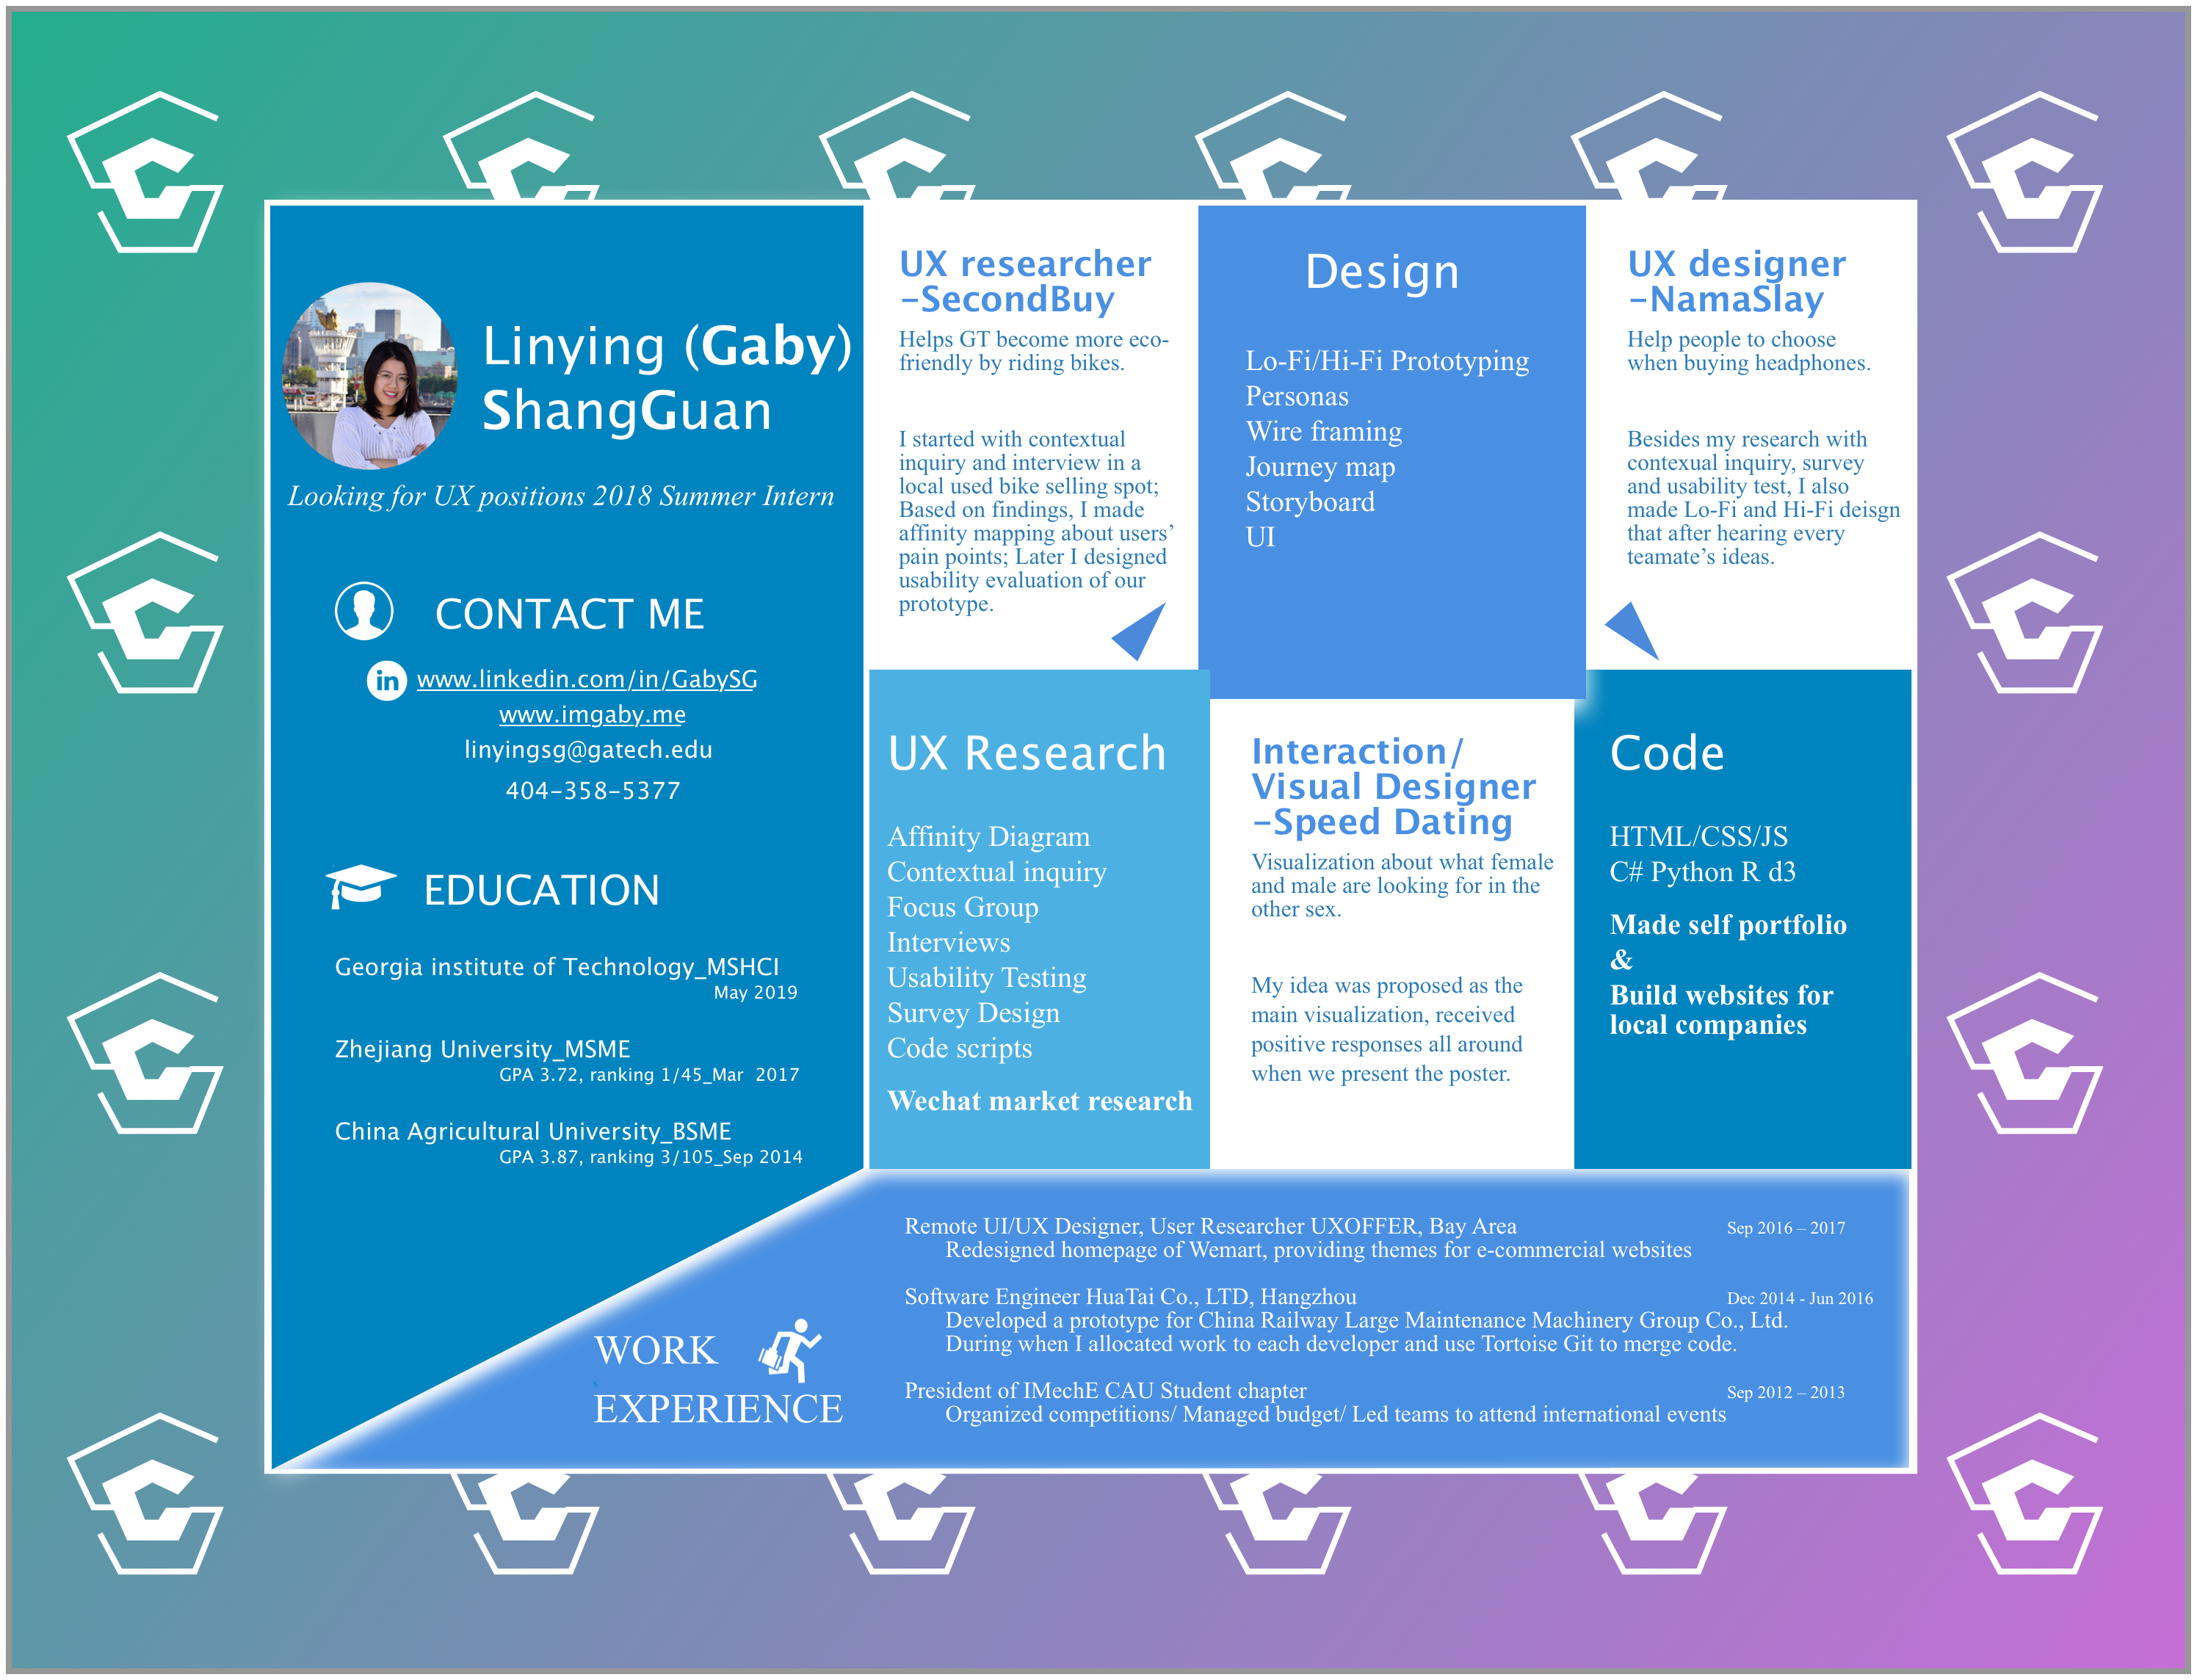 Linying (Gaby)
ShangGuan
Looking for UX positions 2018 Summer Intern
CONTACT ME
in www.linkedin.com/in/GabySG
www.imgaby.me
linyingsg@gatech.edu
404-358-5377
EDUCATION
Georgia institute of Technology_MSHCI
May 2019
Zhejiang University_MSME
GPA 3.72, ranking 1/45_Mar 2017
China Agricultural University_BSME
GPA 3.87, ranking 3/105_Sep 2014
UX researcher
-SecondBuy
Helps GT become more eco-
friendly by riding bikes.
I started with contextual
inquiry and interview in a
local used bike selling spot;
Based on findings, I made
affinity mapping about users’
pain points; Later I designed
usability evaluation of our
prototype.
Design
Lo-Fi/Hi-Fi Prototyping
Personas
Wire framing
Journey map
Storyboard
UI
UX designer
-NamaSlay
Help people to choose
when buying headphones.
Besides my research with
contexual inquiry, survey
and usability test, I also
made Lo-Fi and Hi-Fi deisgn
that after hearing every
teamate’s ideas.
UX Research
Affinity Diagram
Contextual inquiry
Focus Group
Interviews
Usability Testing
Survey Design
Code scripts
Wechat market research
Interaction/
Visual Designer
-Speed Dating
Visualization about what female
and male are looking for in the
other sex.
My idea was proposed as the
main visualization, received
positive responses all around
when we present the poster.
Code
HTML/CSS/JS
C# Python R d3
Made self portfolio
&
Build websites for
local companies
WORK
EXPERIENCE
Remote UI/UX Designer, User Researcher UXOFFER, Bay Area Sep 2016 – 2017
Redesigned homepage of Wemart, providing themes for e-commercial websites
Software Engineer HuaTai Co., LTD, Hangzhou Dec 2014 - Jun 2016
Developed a prototype for China Railway Large Maintenance Machinery Group Co., Ltd.
During when I allocated work to each developer and use Tortoise Git to merge code.
President of IMechE CAU Student chapter Sep 2012 – 2013
Organized competitions/ Managed budget/ Led teams to attend international events